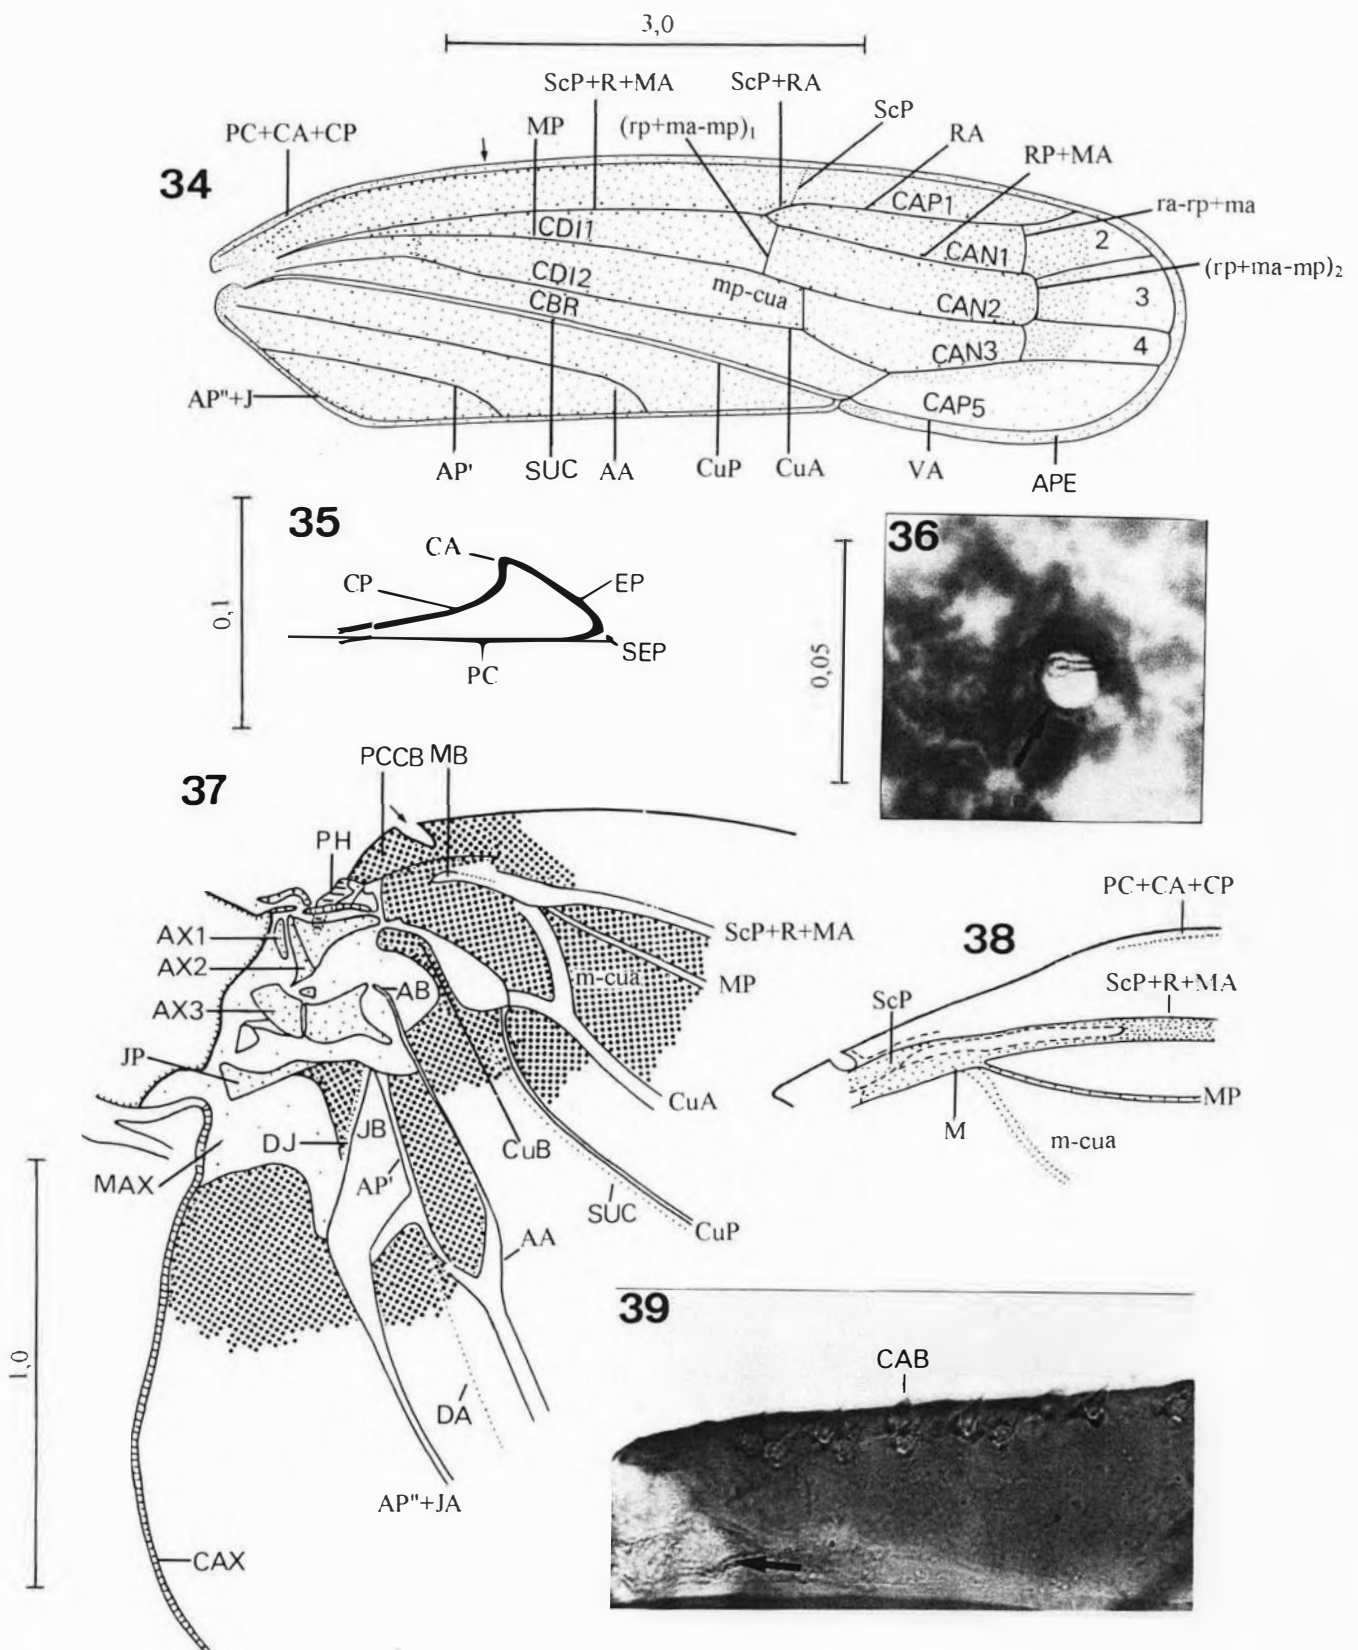 3,0
ScP+R+MA ScP+RA
ScP
PC+CA+CP MP (rp+ma-mp)1 RA
RP+MA
34
CAP1 ra-rp+ma
CDI1 2
CAN1 (rp+ma-mp)2
CDI2 mp-cua 3
CBR CAN2
CAN3 4
AP"+J CAP5
AP' SUC AA CuP CuA VA APE
35
CA
CP EP
0,1
SEP
PC
36
0,05
37
PCCB MB
PH
AX1 ScP+R+MA
AX2 m-cua MP
AX3 AB
JP
CuA
DJ JB CuB
MAX AP' SUC
AA CuP
1,0
DA
AP"+JA
CAX
38
PC+CA+CP
ScP+R+MA
ScP
MP
M m-cua
39
CAB